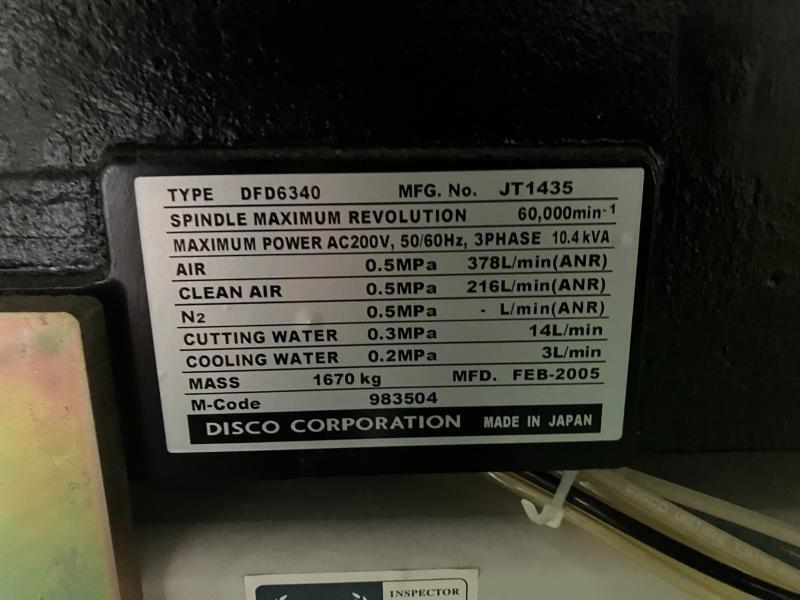 TYPE DFD6340 MFG. No. JT1435
SPINDLE MAXIMUM REVOLUTION 60,000min-1
MAXIMUM POWER AC200V, 50/60Hz, 3PHASE 10.4kVA
AIR 0.5MPa 378L/min(ANR)
CLEAN AIR 0.5MPa 216L/min(ANR)
N2 0.5MPa - L/min(ANR)
CUTTING WATER 0.3MPa 14L/min
COOLING WATER 0.2MPa 3L/min
MASS 1670 kg MFD. FEB-2005
M-Code 983504
DISCO CORPORATION MADE IN JAPAN
INSPECTOR